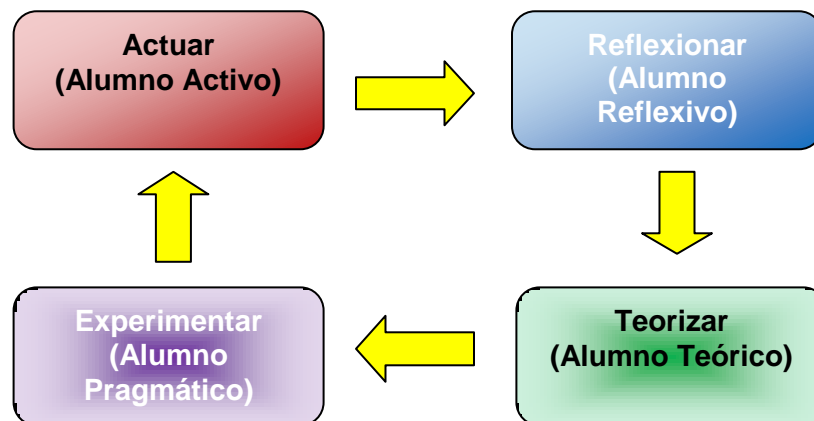 Actuar
(Alumno Activo)
Reflexionar
(Alumno
Reflexivo)
Experimentar
(Alumno
Pragmático)
Teorizar
(Alumno Teórico)